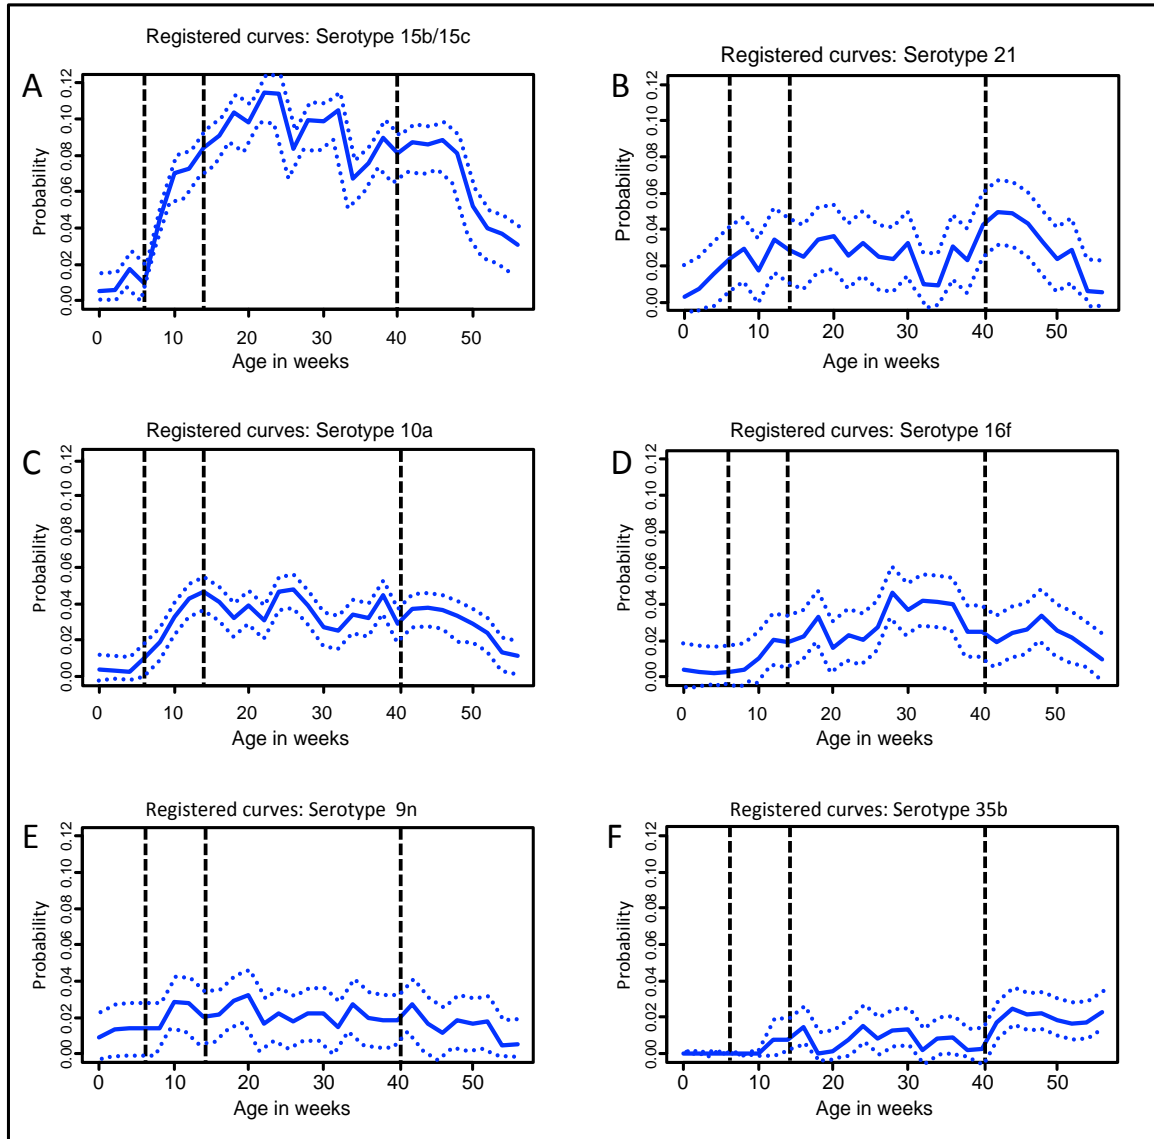 Registered curves: Serotype 15b/15c
A
Probability
0.00 0.02 0.04 0.06 0.08 0.10 0.12
0 10 20 30 40 50
Age in weeks
Registered curves: Serotype 21
B
Probability
0.00 0.02 0.04 0.06 0.08 0.10 0.12
0 10 20 30 40 50
Age in weeks
Registered curves: Serotype 10a
C
Probability
0.00 0.02 0.04 0.06 0.08 0.10 0.12
0 10 20 30 40 50
Age in weeks
Registered curves: Serotype 16f
D
Probability
0.00 0.02 0.04 0.06 0.08 0.10 0.12
0 10 20 30 40 50
Age in weeks
Registered curves: Serotype 9n
E
Probability
0.00 0.02 0.04 0.06 0.08 0.10 0.12
0 10 20 30 40 50
Age in weeks
Registered curves: Serotype 35b
F
Probability
0.00 0.02 0.04 0.06 0.08 0.10 0.12
0 10 20 30 40 50
Age in weeks